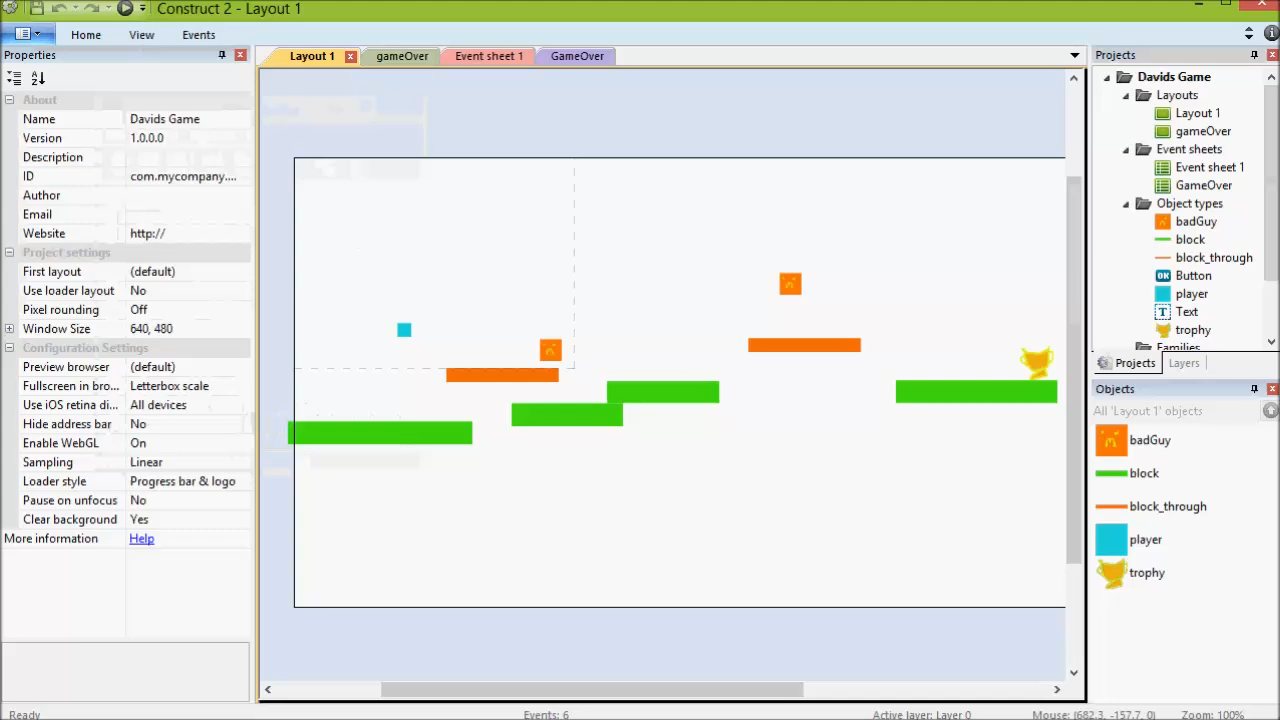 Construct 2 - Layout 1
Home View Events
Properties
Layout 1 gameOver Event sheet 1 GameOver
About
Name Davids Game
Version 1.0.0.0
Description
ID com.mycompany....
Author
Email
Website http://
Project settings
First layout (default)
Use loader layout No
Pixel rounding Off
Window Size 640, 480
Configuration Settings
Preview browser (default)
Fullscreen in bro... Letterbox scale
Use iOS retina di... All devices
Hide address bar No
Enable WebGL On
Sampling Linear
Loader style Progress bar & logo
Pause on unfocus No
Clear background Yes
More information Help
Projects
Davids Game
Layouts
Layout 1
gameOver
Event sheets
Event sheet 1
GameOver
Object types
badGuy
block
block_through
OK Button
player
T Text
trophy
Families
Projects Layers
Objects
All 'Layout 1' objects
badGuy
block
block_through
player
trophy
Ready Events: 6 Active layer: Layer 0 Mouse: (682.3, -157.7, 0) Zoom: 100%